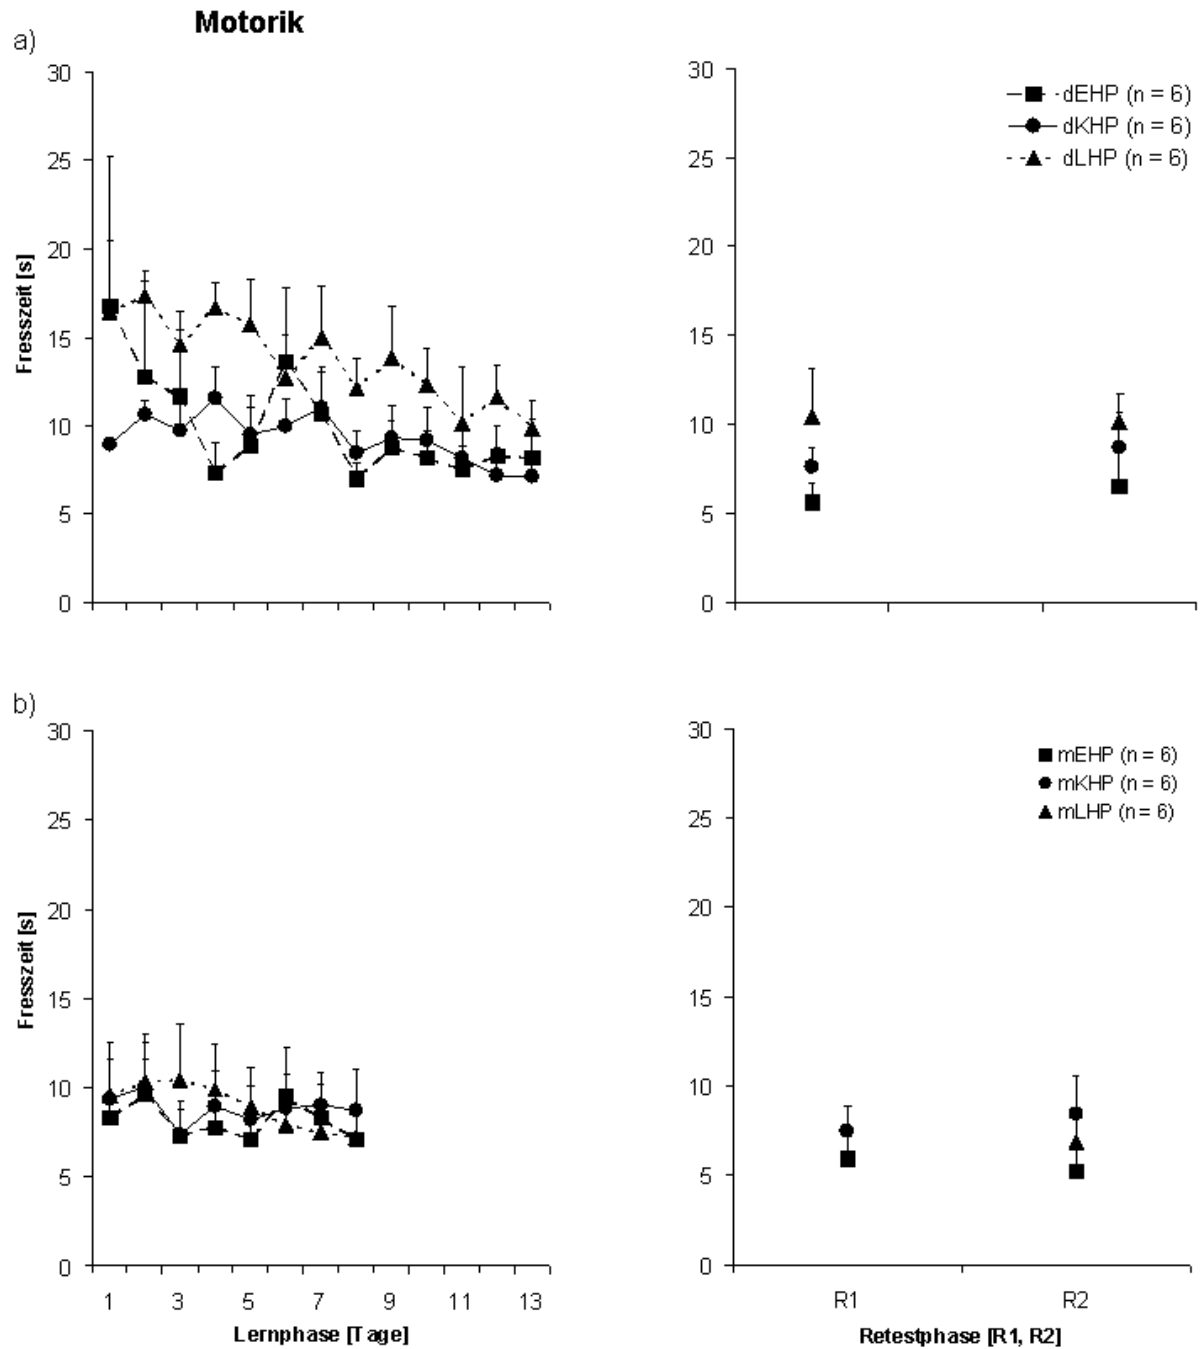 Motorik
a)
Fresszeit [s]
30
25
20
15
10
5
0
30
25
20
15
10
5
0
dEHP (n = 6)
dKHP (n = 6)
dLHP (n = 6)
b)
Fresszeit [s]
30
25
20
15
10
5
0
1 3 5 7 9 11 13
Lernphase [Tage]
30
25
20
15
10
5
0
mEHP (n = 6)
mKHP (n = 6)
mLHP (n = 6)
R1 R2
Retestphase [R1, R2]